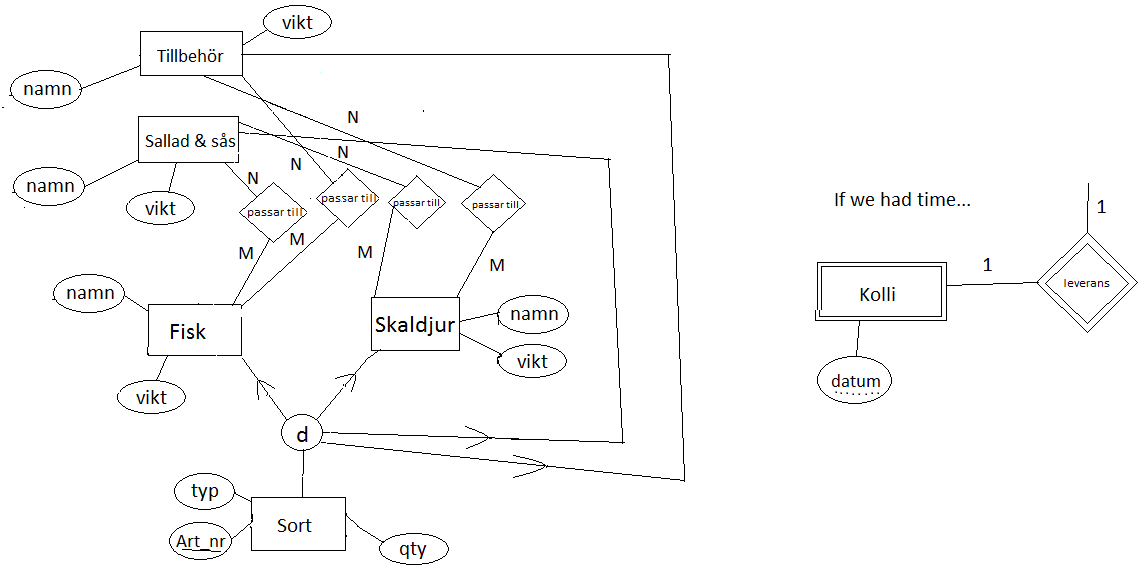 vikt
Tillbehör
namn
N
Sallad & sås
N
N
N
namn
vikt
passar till
passar till
passar till
passar till
M
M
M
M
namn
Fisk
vikt
Skaldjur
namn
vikt
d
typ
Sort
Art_nr
qty
If we had time...
1
1
leverans
Kolli
datum